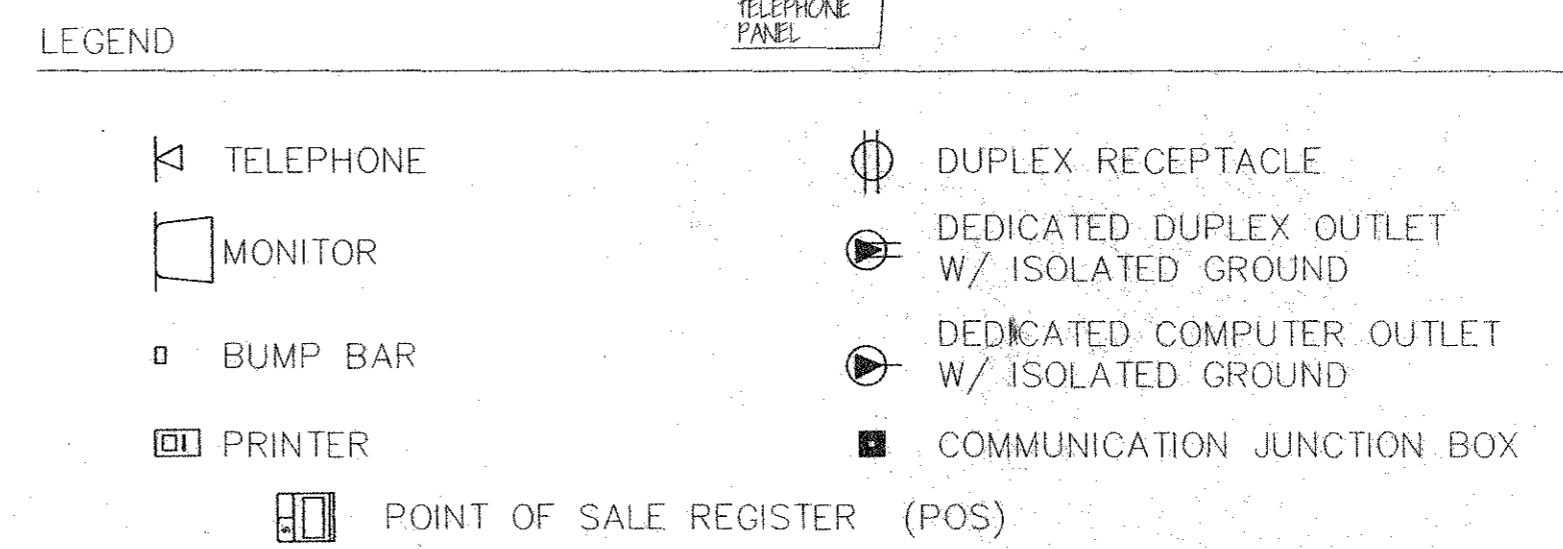 TELEPHONE
PANEL
LEGEND
TELEPHONE
DUPLEX RECEPTACLE
MONITOR
DEDICATED DUPLEX OUTLET
W/ ISOLATED GROUND
BUMP BAR
DEDICATED COMPUTER OUTLET
W/ ISOLATED GROUND
PRINTER
COMMUNICATION JUNCTION BOX
POINT OF SALE REGISTER (POS)